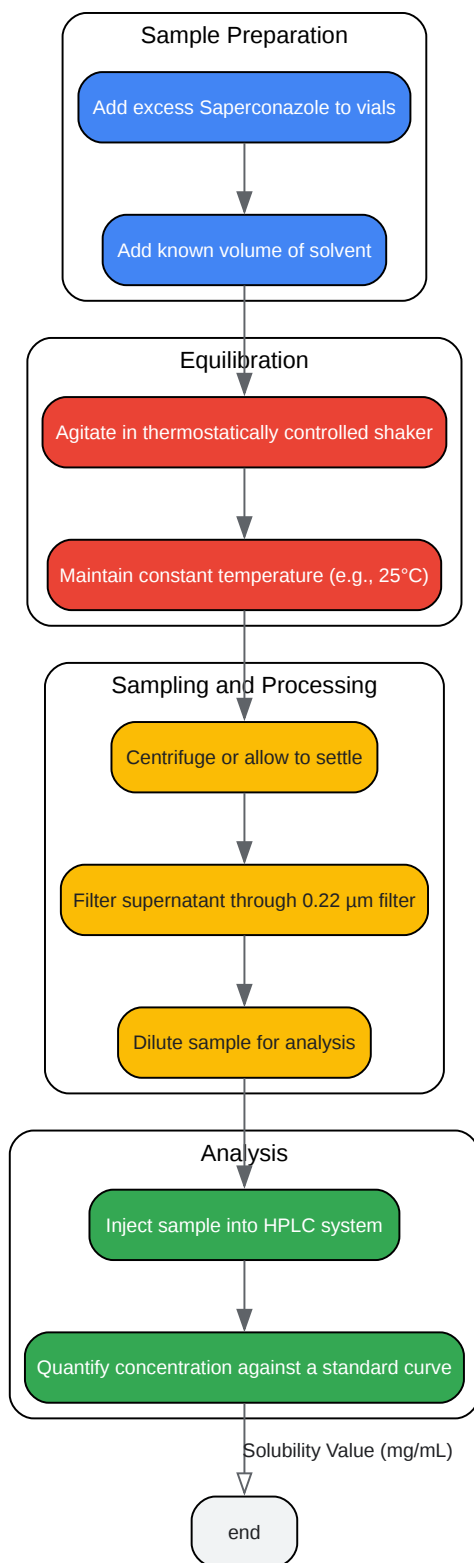 Sample Preparation
Add excess Saperconazole to vials
Add known volume of solvent
Equilibration
Agitate in thermostatically controlled shaker
Maintain constant temperature (e.g., 25°C)
Sampling and Processing
Centrifuge or allow to settle
Filter supernatant through 0.22 µm filter
Dilute sample for analysis
Analysis
Inject sample into HPLC system
Quantify concentration against a standard curve
Solubility Value (mg/mL)
end